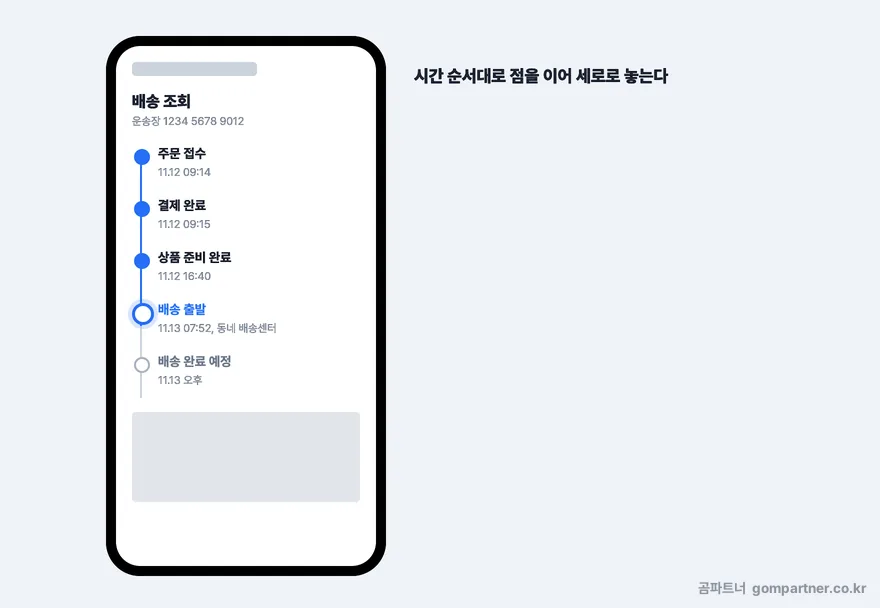 시간 순서대로 점을 이어 세로로 놓는다
배송 조회
운송장 1234 5678 9012
주문 접수
11.12 09:14
결제 완료
11.12 09:15
상품 준비 완료
11.12 16:40
배송 출발
11.13 07:52, 동네 배송센터
배송 완료 예정
11.13 오후
곰파트너 gompartner.co.kr